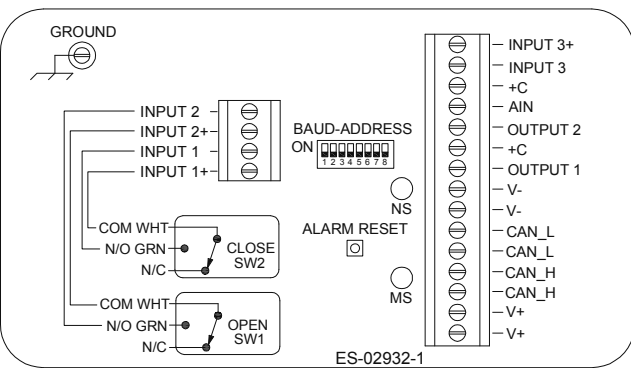 GROUND
INPUT 2
INPUT 2+
INPUT 1
INPUT 1+
BAUD-ADDRESS
ON
1 2 3 4 5 6 7 8
NS
ALARM RESET
MS
COM WHT
N/O GRN
N/C
CLOSE
SW2
COM WHT
N/O GRN
N/C
OPEN
SW1
INPUT 3+
INPUT 3
+C
AIN
OUTPUT 2
+C
OUTPUT 1
V-
V-
CAN_L
CAN_L
CAN_H
CAN_H
V+
V+
ES-02932-1